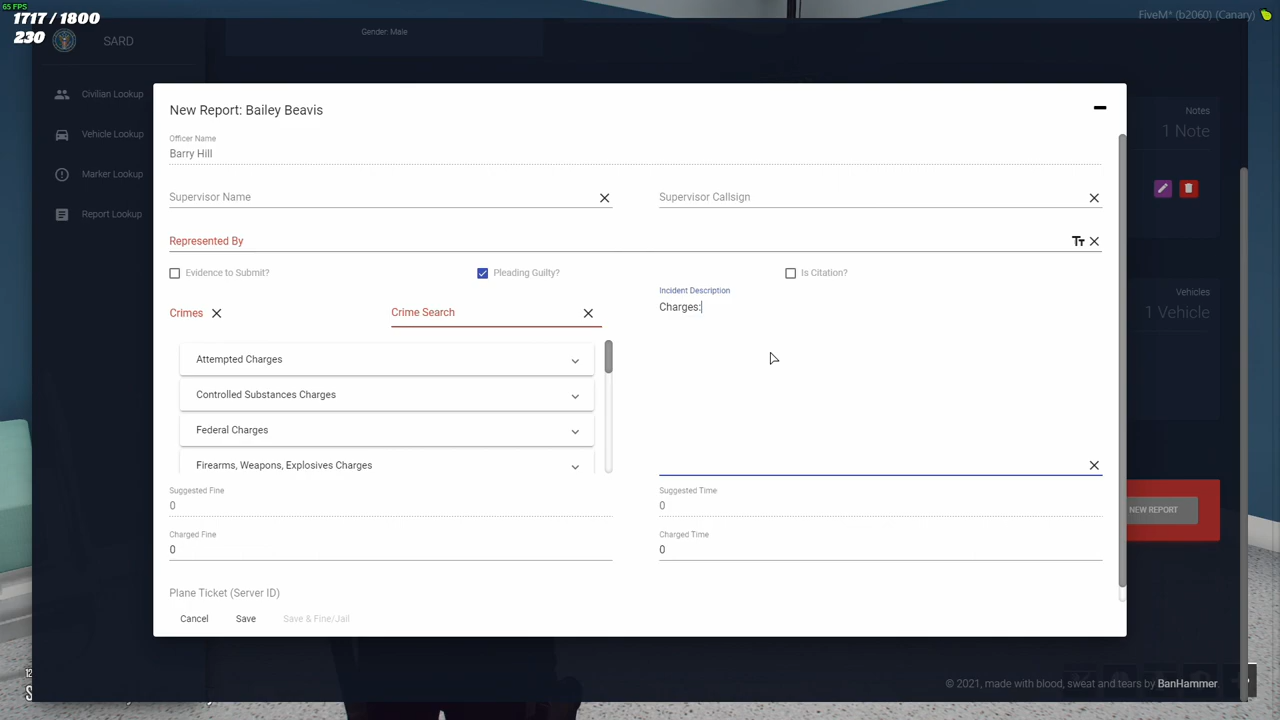 65 FPS
1717 / 1800
230
SARD
Gender: Male
FiveM* (b2060) (Canary)
Civilian Lookup
Vehicle Lookup
Marker Lookup
Report Lookup
Notes
1 Note
Vehicles
1 Vehicle
NEW REPORT
New Report: Bailey Beavis
Officer Name
Barry Hill
Supervisor Name
Supervisor Callsign
Represented By
Evidence to Submit?
Pleading Guilty?
Is Citation?
Crimes
Crime Search
Incident Description
Charges:
Attempted Charges
Controlled Substances Charges
Federal Charges
Firearms, Weapons, Explosives Charges
Suggested Fine
0
Suggested Time
0
Charged Fine
0
Charged Time
0
Plane Ticket (Server ID)
Cancel
Save
Save & Fine/Jail
© 2021, made with blood, sweat and tears by BanHammer.